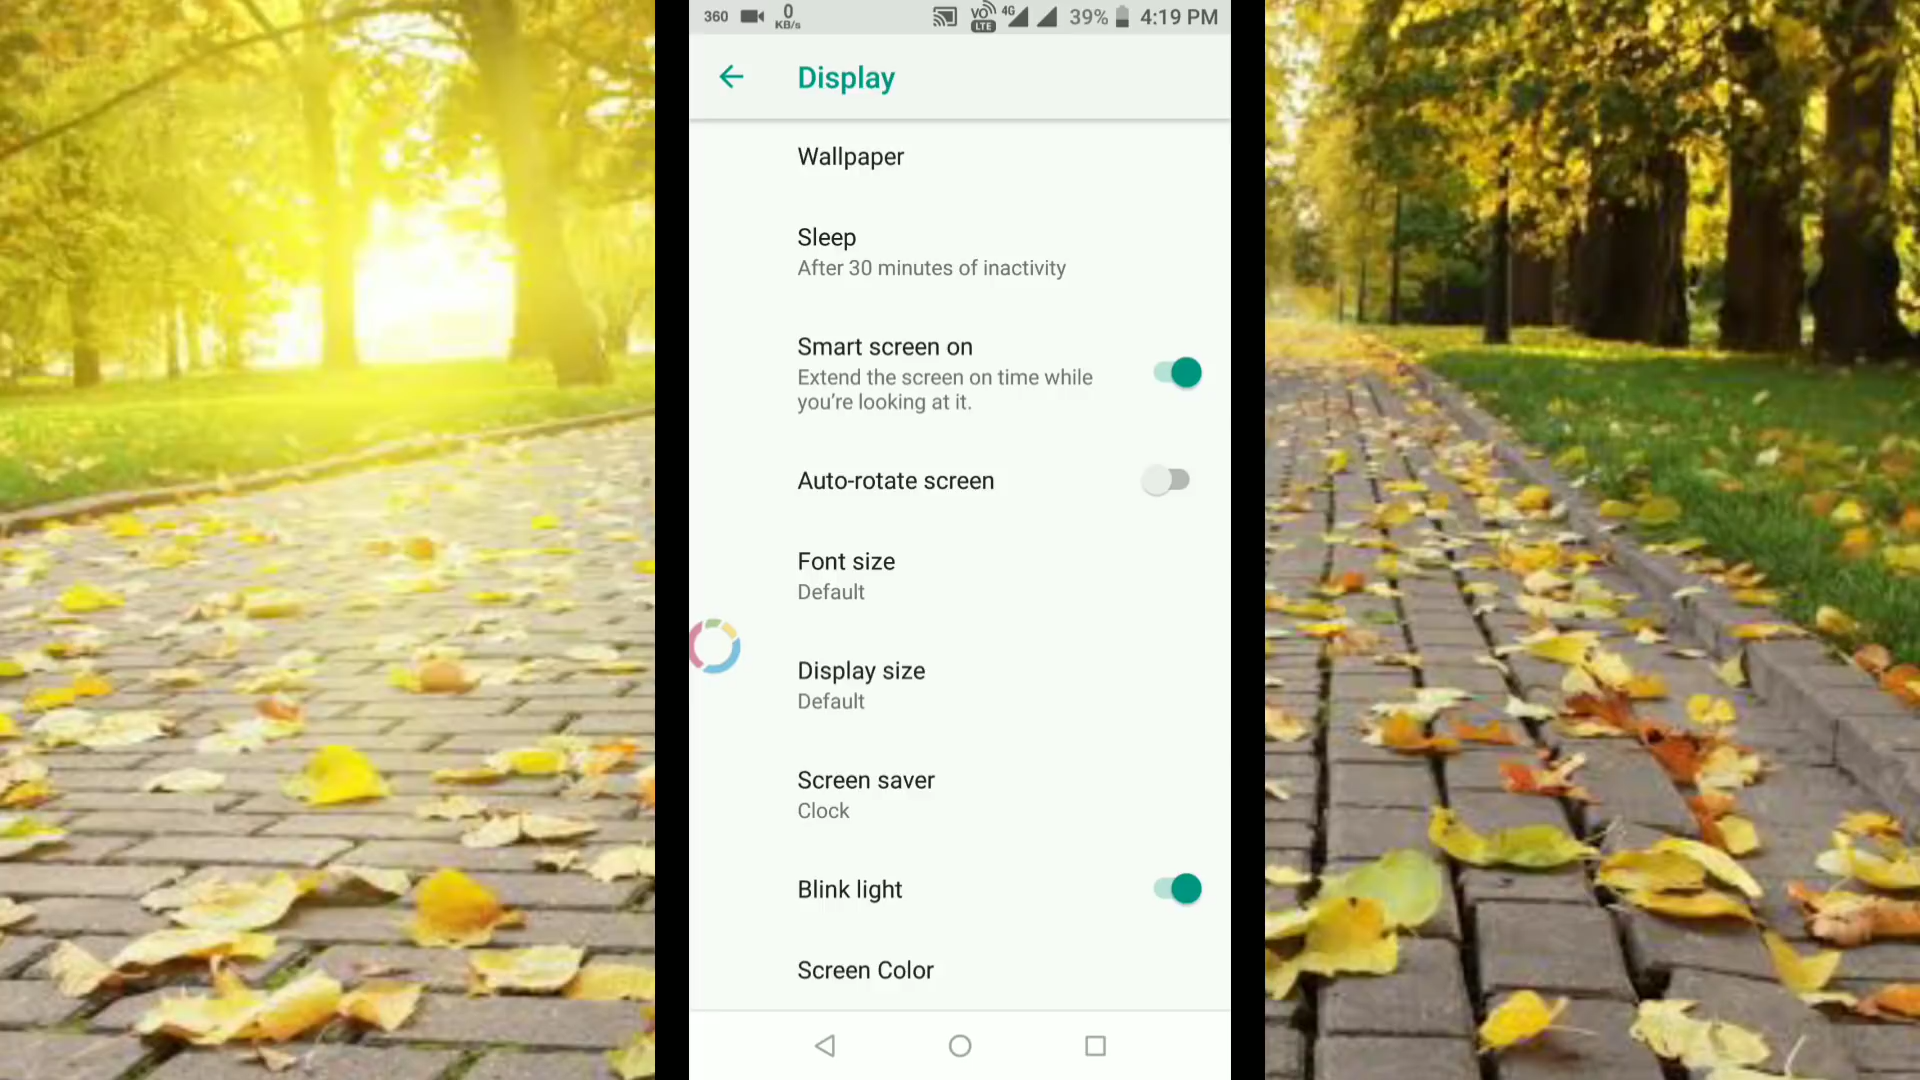 360 0 KB/s VO LTE 4G 39% 4:19 PM
Display
Wallpaper
Sleep
After 30 minutes of inactivity
Smart screen on
Extend the screen on time while
you’re looking at it.
Auto-rotate screen
Font size
Default
Display size
Default
Screen saver
Clock
Blink light
Screen Color